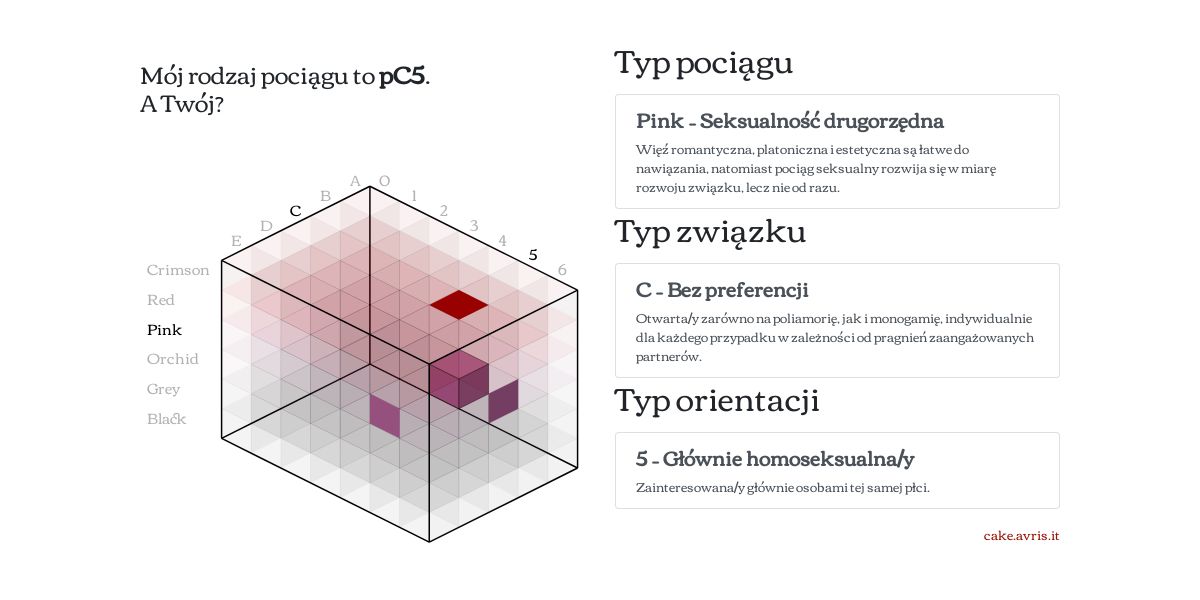 Mój rodzaj pociągu to pC5.
A Twój?
A
O
B
1
C
2
D
3
E
4
5
6
Crimson
Red
Pink
Orchid
Grey
Black
Typ pociągu
Pink – Seksualność drugorzędna
Więź romantyczna, platoniczna i estetyczna są łatwe do
nawiązania, natomiast pociąg seksualny rozwija się w miarę
rozwoju związku, lecz nie od razu.
Typ związku
C – Bez preferencji
Otwarta/y zarówno na poliamorię, jak i monogamię, indywidualnie
dla każdego przypadku w zależności od pragnień zaangażowanych
partnerów.
Typ orientacji
5 – Głównie homoseksualna/y
Zainteresowana/y głównie osobami tej samej płci.
cake.avris.it